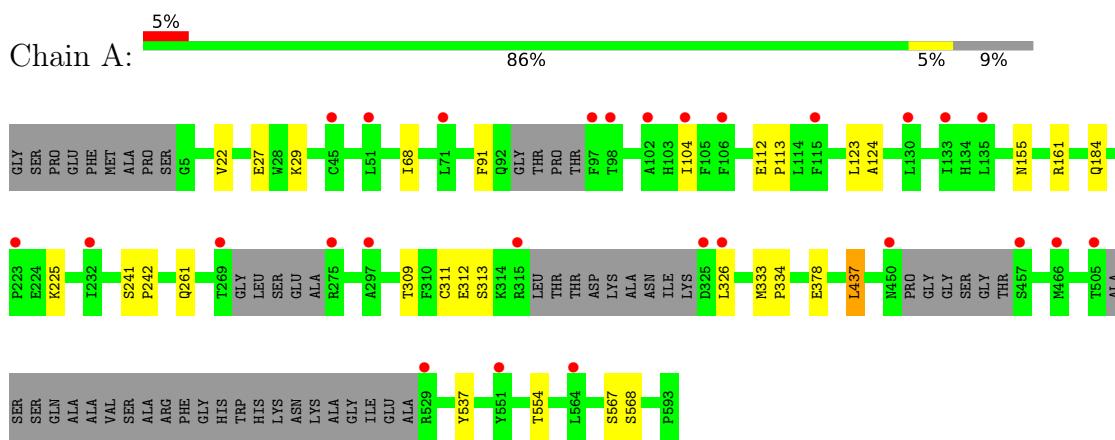 5%
Chain A:
86% 5% 9%
GLY SER PRO GLU PHE MET ALA PRO SER G5 V22 E27 W28 K29 C45 L51 I68 L71 F91 Q92 GLY THR PRO THR F97 T98 A102 H103 I104 F105 F106 E112 P113 L114 F115 L123 A124 L130 I133 H134 L135 N155 R161 Q184
P223 E224 K225 I232 S241 P242 Q261 T269 GLY LEU SER GLU ALA R275 A297 T309 F310 C311 E312 S313 K314 R315 LEU THR THR ASP LYS ALA ASN ILE LYS D325 L326 M333 P334 E378 L437 N450 PRO GLY GLY SER GLY THR S457 M466 T505 ALA
SER SER GLN ALA ALA VAL SER ALA ARG PHE GLY HIS TRP HIS LYS ASN LYS ALA GLY ILE GLU ALA R529 Y537 Y551 T554 L564 S567 S568 P593